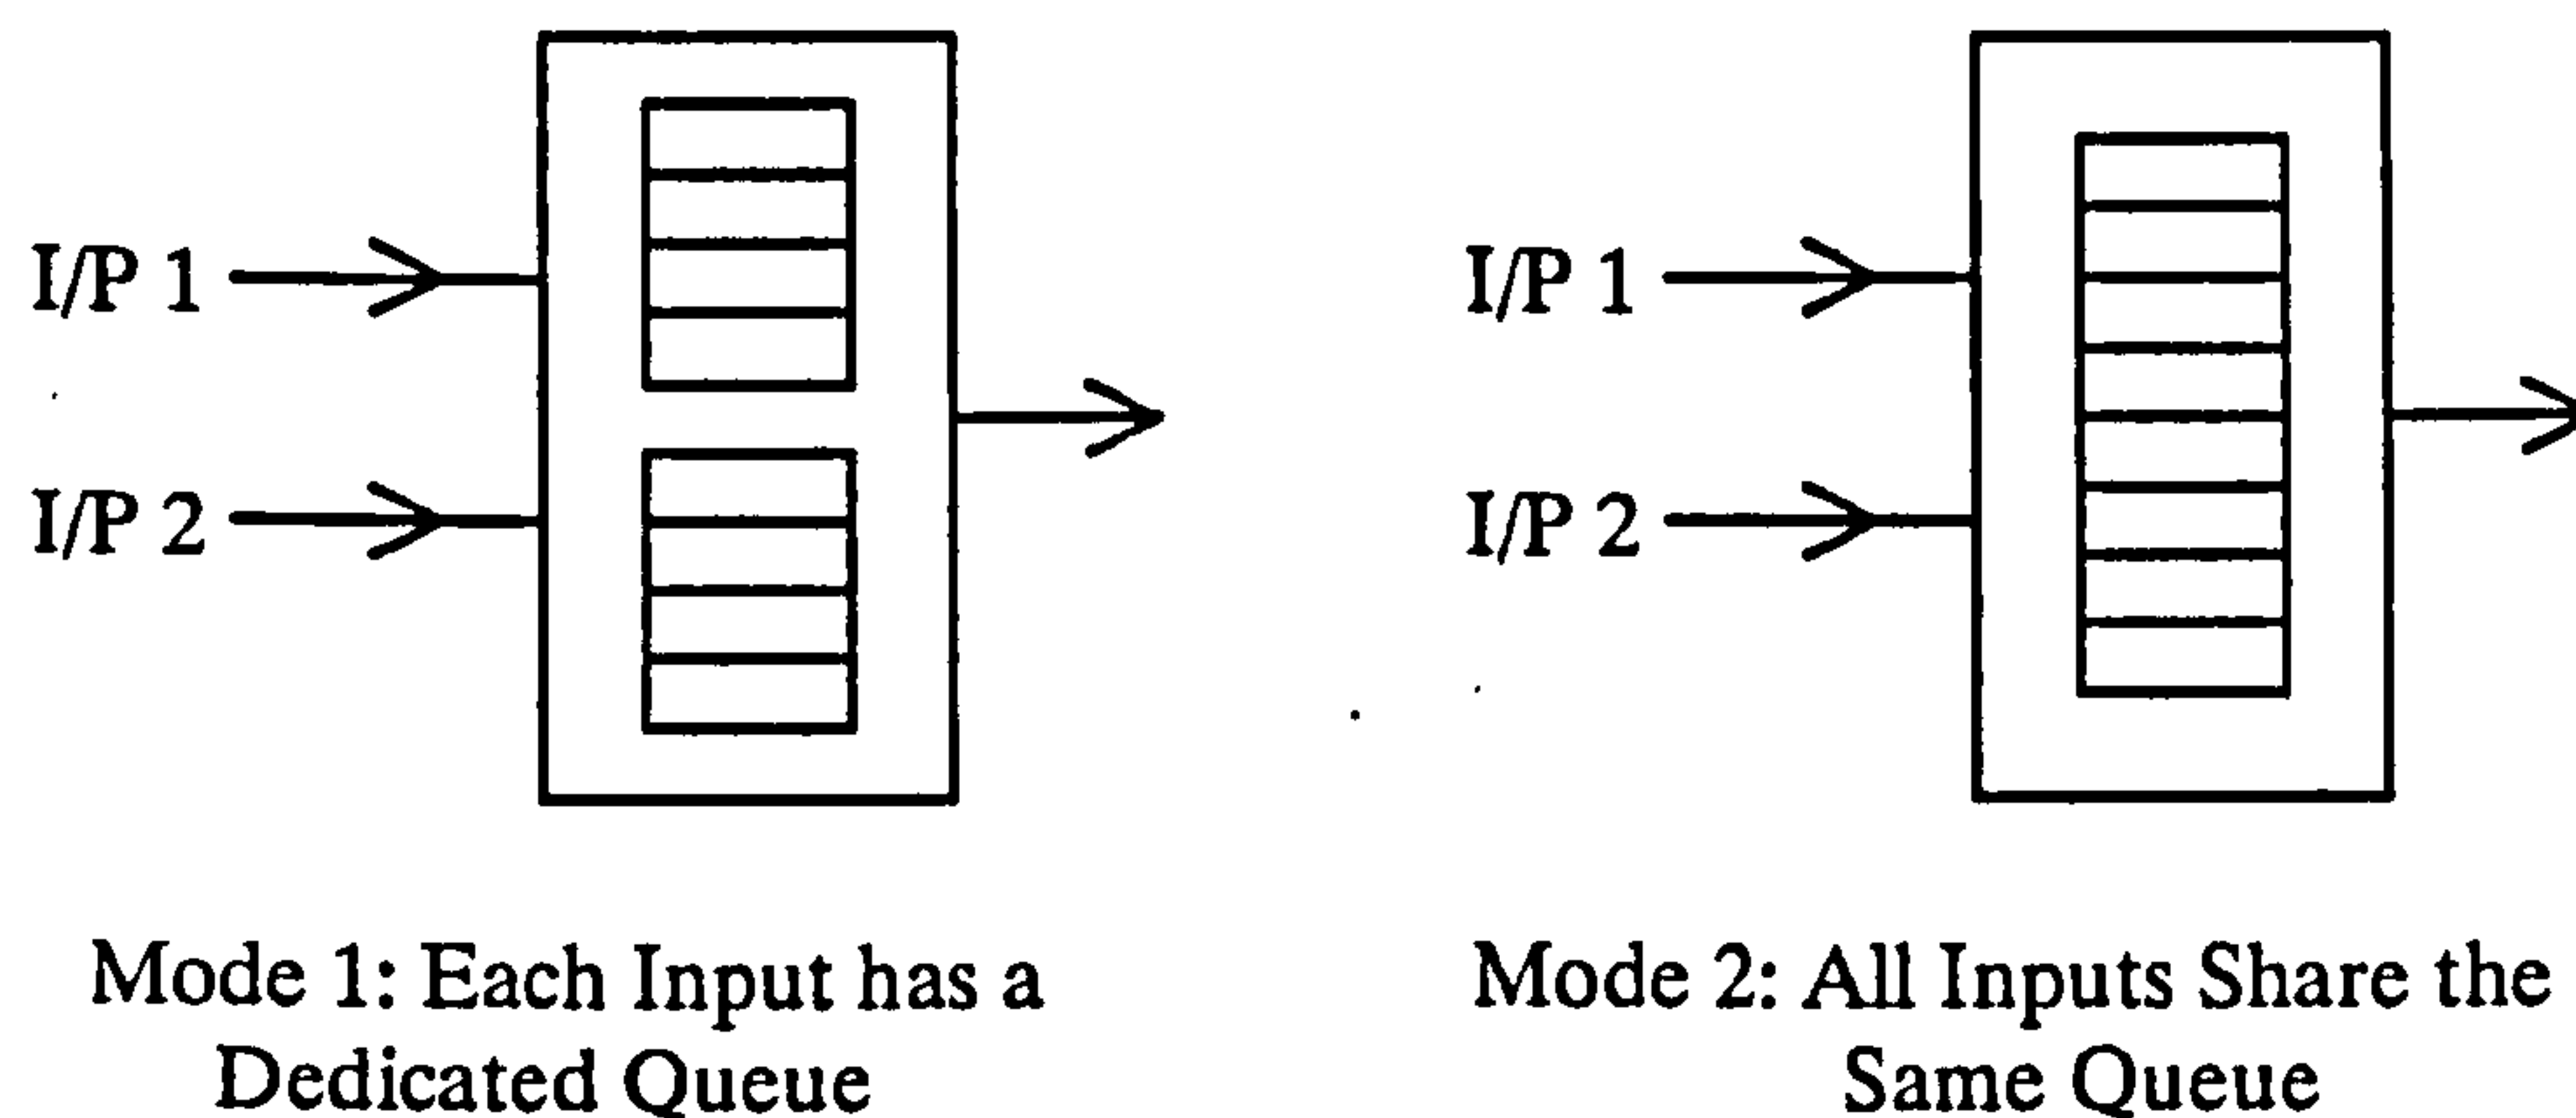 I/P 1
I/P 2
I/P 1
I/P 2
Mode 1: Each Input has a
Dedicated Queue
Mode 2: All Inputs Share the
Same Queue